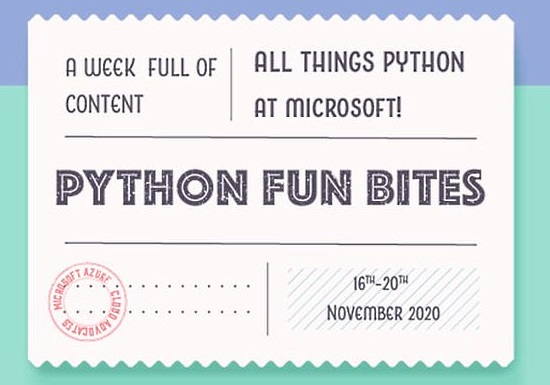 A WEEK FULL OF
CONTENT
ALL THINGS PYTHON
AT MICROSOFT!
PYTHON FUN BITES
MICROSOFT AZURE CLOUD ADVOCATES
16TH-20TH
NOVEMBER 2020